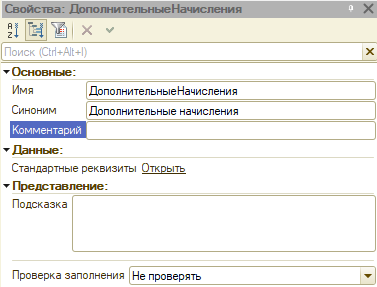 Свойства: ДополнительныеНачисления
Поиск (Ctrl+Alt+I)
Основные:
Имя ДополнительныеНачисления
Синоним Дополнительные начисления
Комментарий
Данные:
Стандартные реквизиты Открыть
Представление:
Подсказка
Проверка заполнения Не проверять